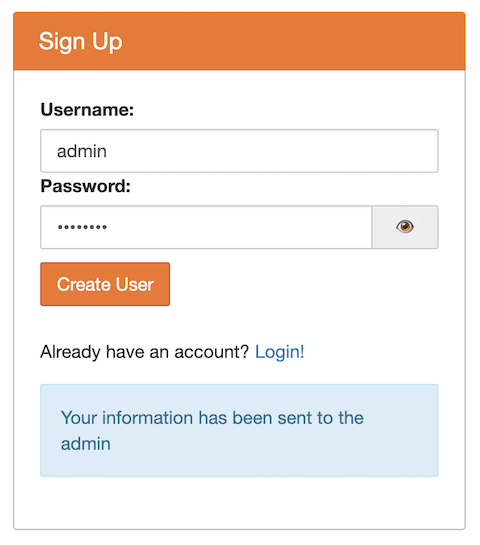 Sign Up
Username:
admin
Password:
••••••••
Create User
Already have an account? Login!
Your information has been sent to the
admin